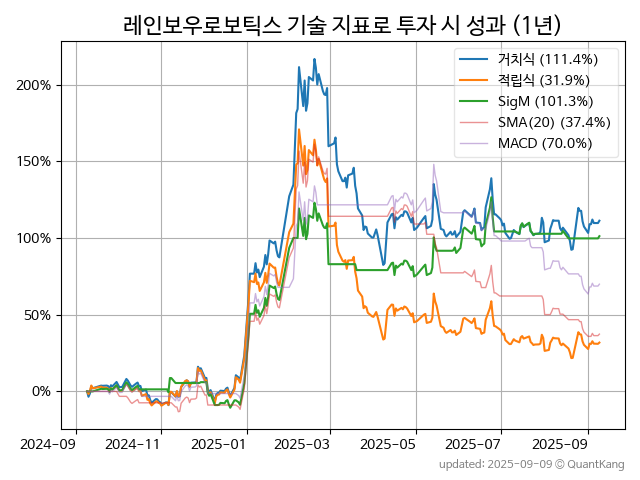 레인보우로보틱스 기술 지표로 투자 시 성과 (1년)
거치식 (111.4%)
적립식 (31.9%)
SigM (101.3%)
SMA(20) (37.4%)
MACD (70.0%)
200%
150%
100%
50%
0%
2024-09 2024-11 2025-01 2025-03 2025-05 2025-07 2025-09
updated: 2025-09-09 © QuantKang